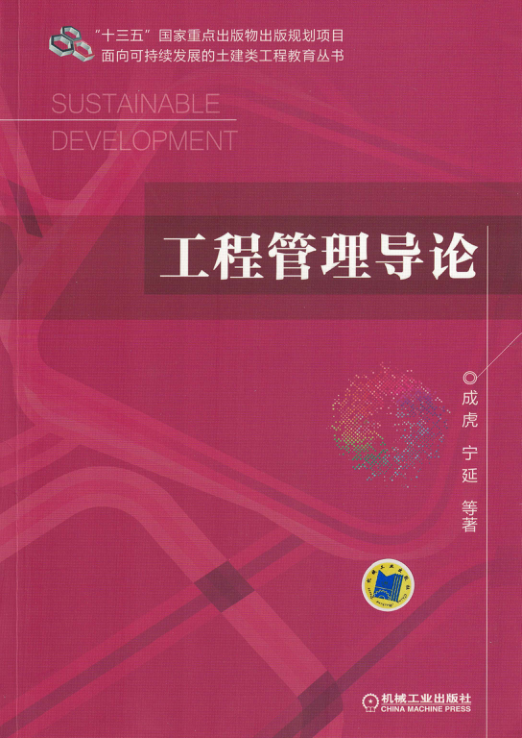 “十三五”国家重点出版物出版规划项目
面向可持续发展的土建类工程教育丛书
SUSTAINABLE
DEVELOPMENT
工程管理导论
◎成虎 宁延 等著
机械工业出版社
CHINA MACHINE PRESS